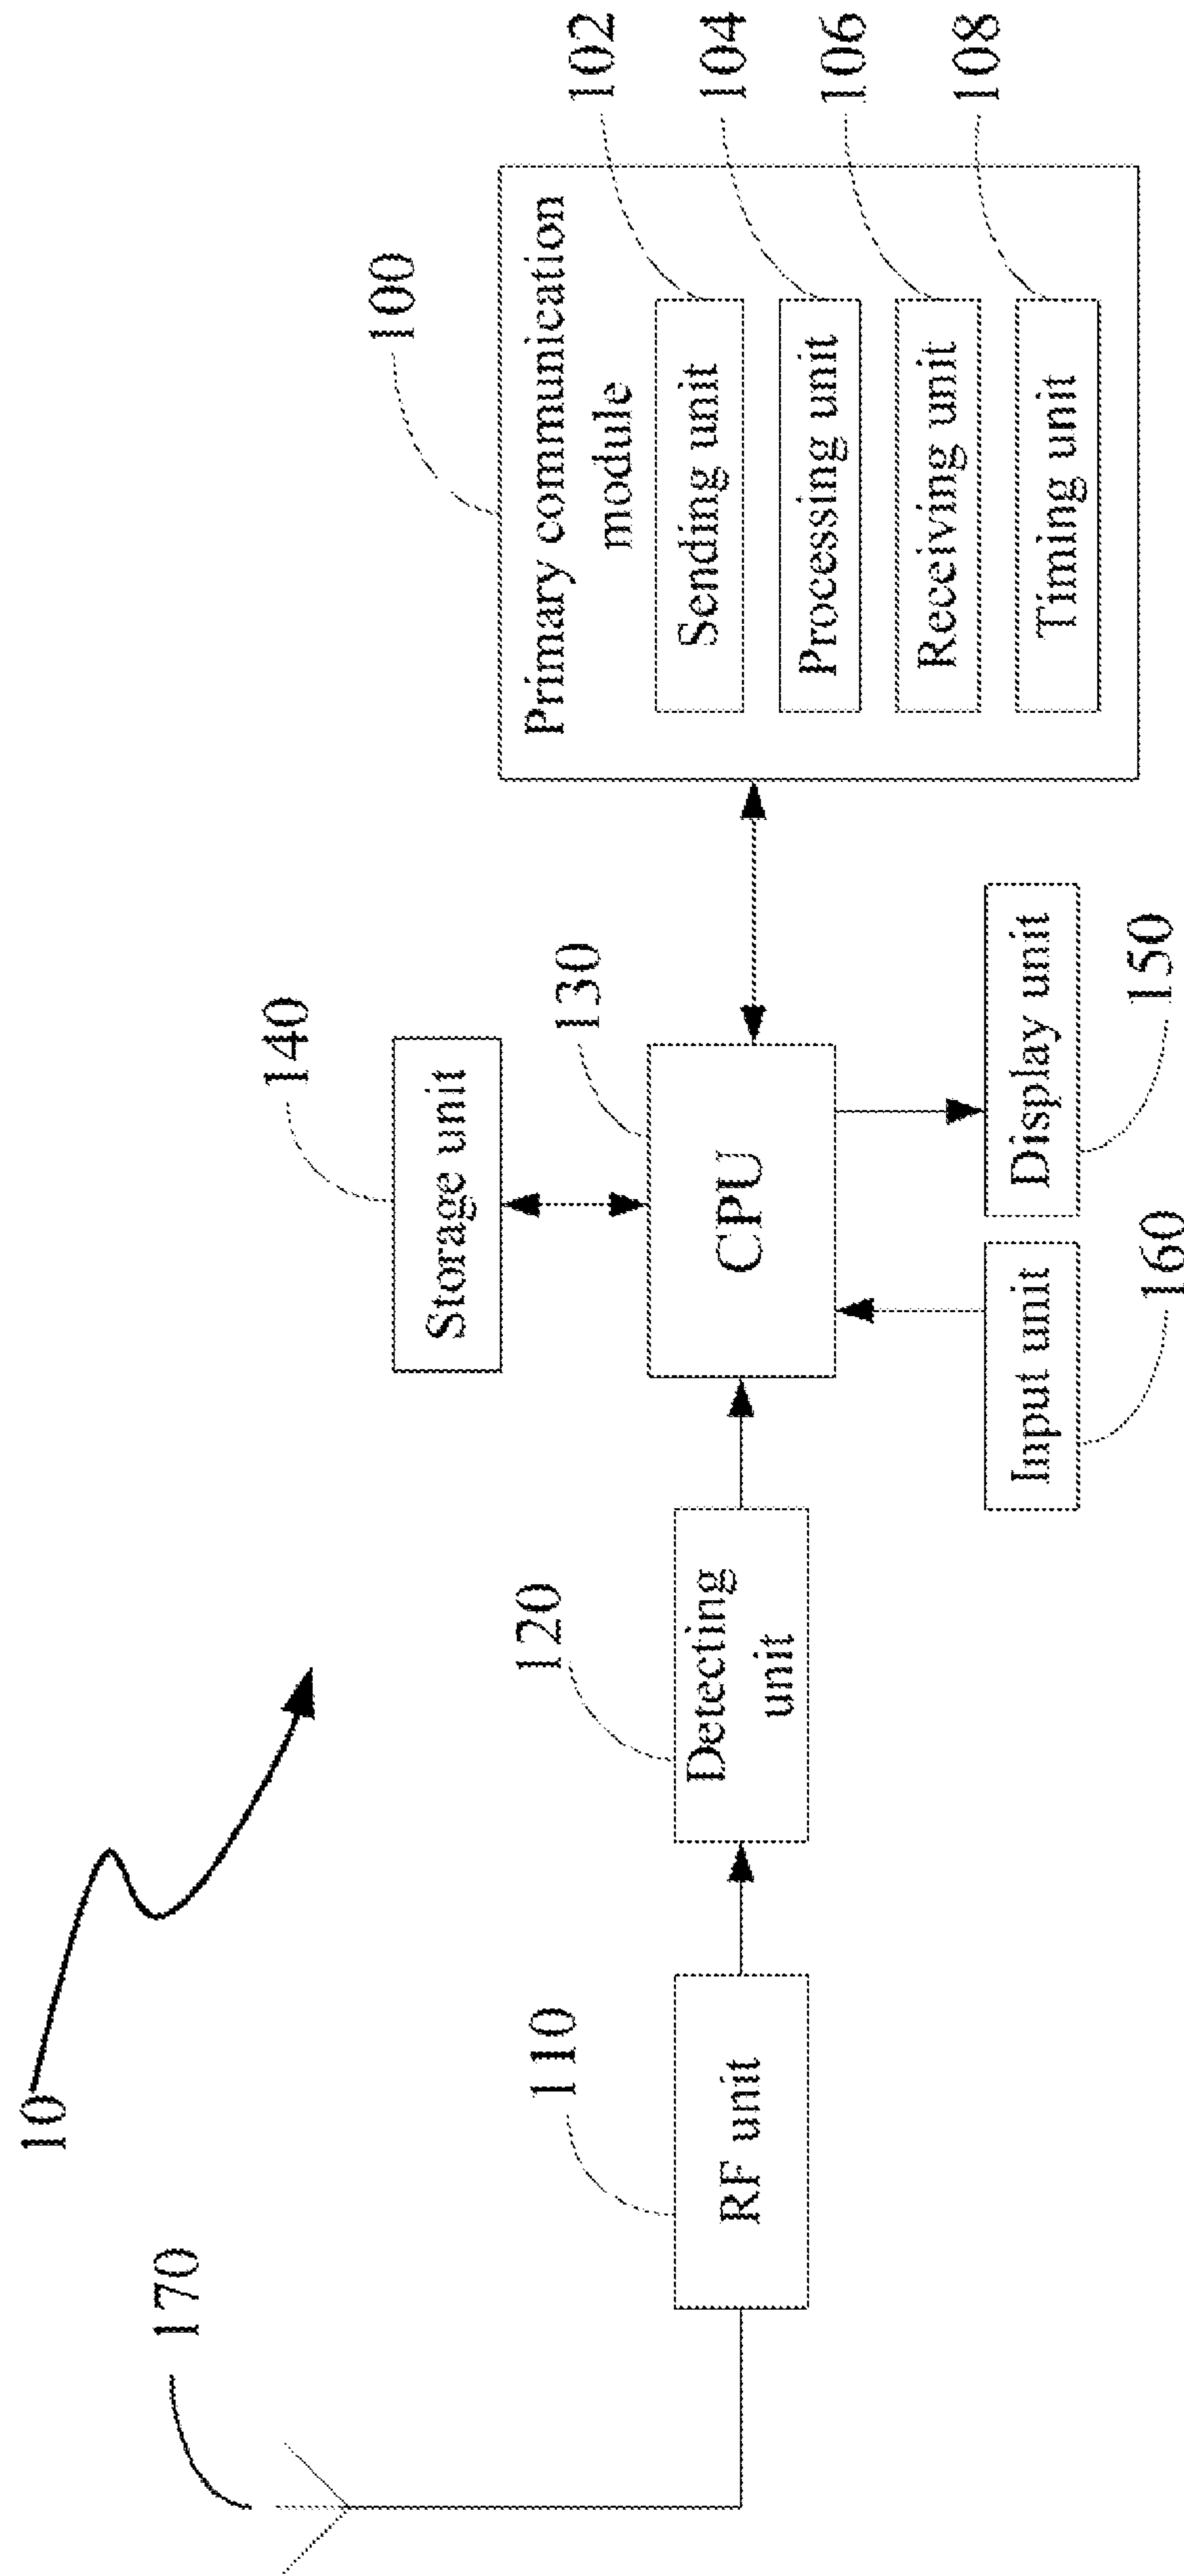 10
170
110
RF unit
120
Detecting
unit
130
CPU
140
Storage unit
160
Input unit
150
Display unit
100
Primary communication
module
Sending unit
102
Processing unit
104
Receiving unit
106
Timing unit
108